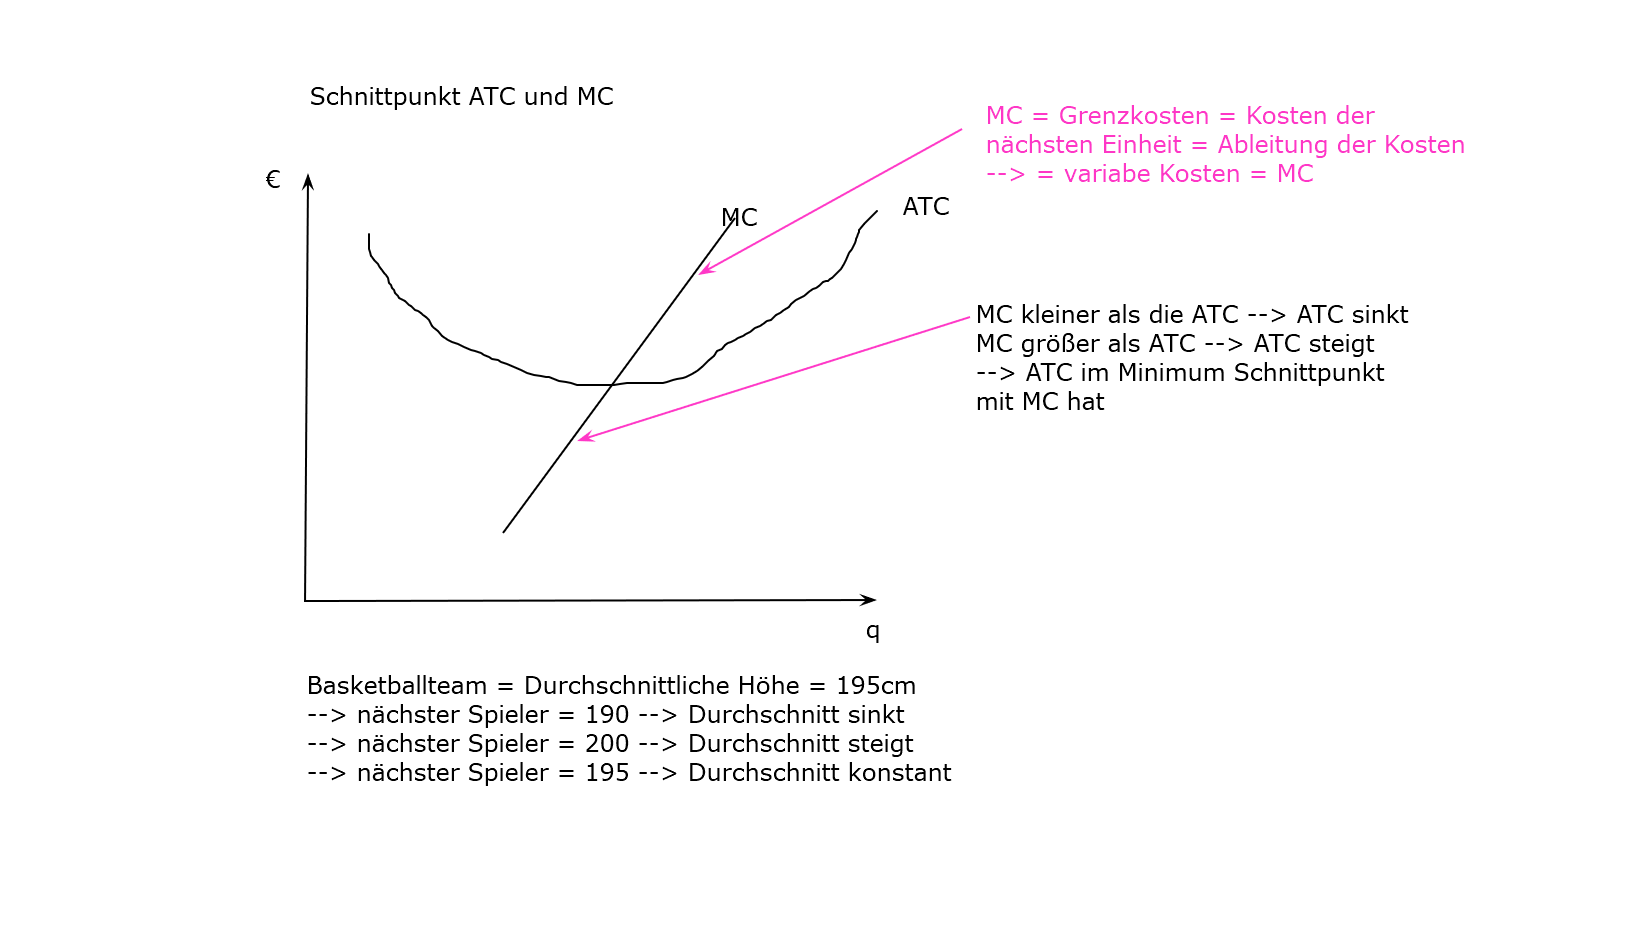 Schnittpunkt ATC und MC
MC = Grenzkosten = Kosten der
nächsten Einheit = Ableitung der Kosten
--> = variabe Kosten = MC
€
MC
ATC
MC kleiner als die ATC --> ATC sinkt
MC größer als ATC --> ATC steigt
--> ATC im Minimum Schnittpunkt
mit MC hat
q
Basketballteam = Durchschnittliche Höhe = 195cm
--> nächster Spieler = 190 --> Durchschnitt sinkt
--> nächster Spieler = 200 --> Durchschnitt steigt
--> nächster Spieler = 195 --> Durchschnitt konstant